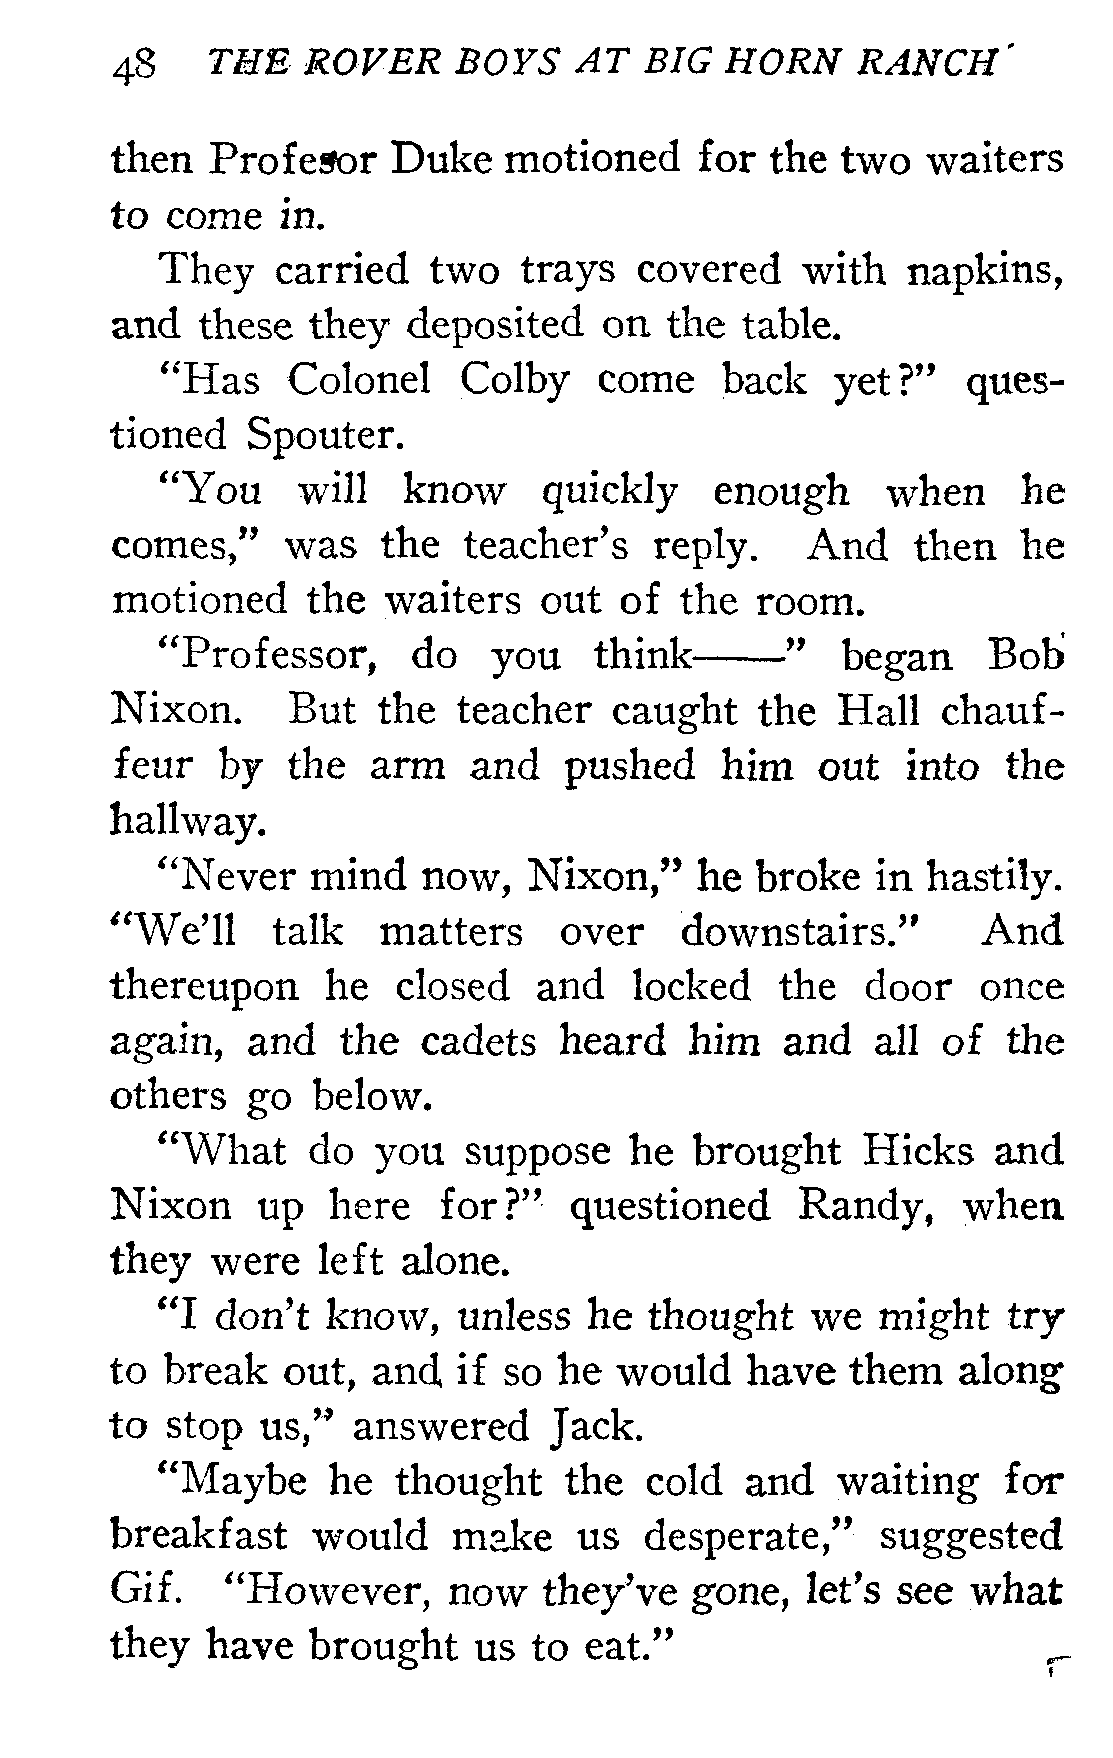 48 THE ROVER BOYS AT BIG HORN RANCH
then Profesor Duke motioned for the two waiters
to come in.
They carried two trays covered with napkins,
and these they deposited on the table.
“Has Colonel Colby come back yet?” ques-
tioned Spouter.
“You will know quickly enough when he
comes,” was the teacher’s reply. And then he
motioned the waiters out of the room.
“Professor, do you think——” began Bob
Nixon. But the teacher caught the Hall chauf-
feur by the arm and pushed him out into the
hallway.
“Never mind now, Nixon,” he broke in hastily.
“We’ll talk matters over downstairs.” And
thereupon he closed and locked the door once
again, and the cadets heard him and all of the
others go below.
“What do you suppose he brought Hicks and
Nixon up here for?” questioned Randy, when
they were left alone.
“I don’t know, unless he thought we might try
to break out, and if so he would have them along
to stop us,” answered Jack.
“Maybe he thought the cold and waiting for
breakfast would make us desperate,” suggested
Gif. “However, now they’ve gone, let’s see what
they have brought us to eat.”